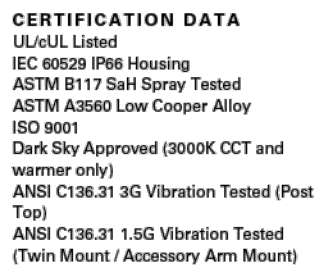 CERTIFICATION DATA
UL/cUL Listed
IEC 60529 IP66 Housing
ASTM B117 SaH Spray Tested
ASTM A3560 Low Cooper Alloy
ISO 9001
Dark Sky Approved (3000K CCT and
warmer only)
ANSI C136.31 3G Vibration Tested (Post
Top)
ANSI C136.31 1.5G Vibration Tested
(Twin Mount / Accessory Arm Mount)